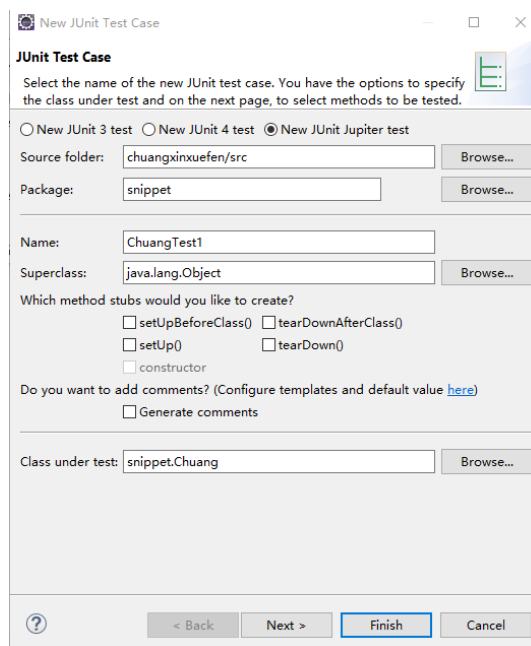 New JUnit Test Case
JUnit Test Case
Select the name of the new JUnit test case. You have the options to specify
the class under test and on the next page, to select methods to be tested.
New JUnit 3 test New JUnit 4 test New JUnit Jupiter test
Source folder: chuangxinxuefen/src Browse...
Package: snippet Browse...
Name: ChuangTest1
Superclass: java.lang.Object Browse...
Which method stubs would you like to create?
setUpBeforeClass() tearDownAfterClass()
setUp() tearDown()
constructor
Do you want to add comments? (Configure templates and default value here)
Generate comments
Class under test: snippet.Chuang Browse...
? < Back Next > Finish Cancel